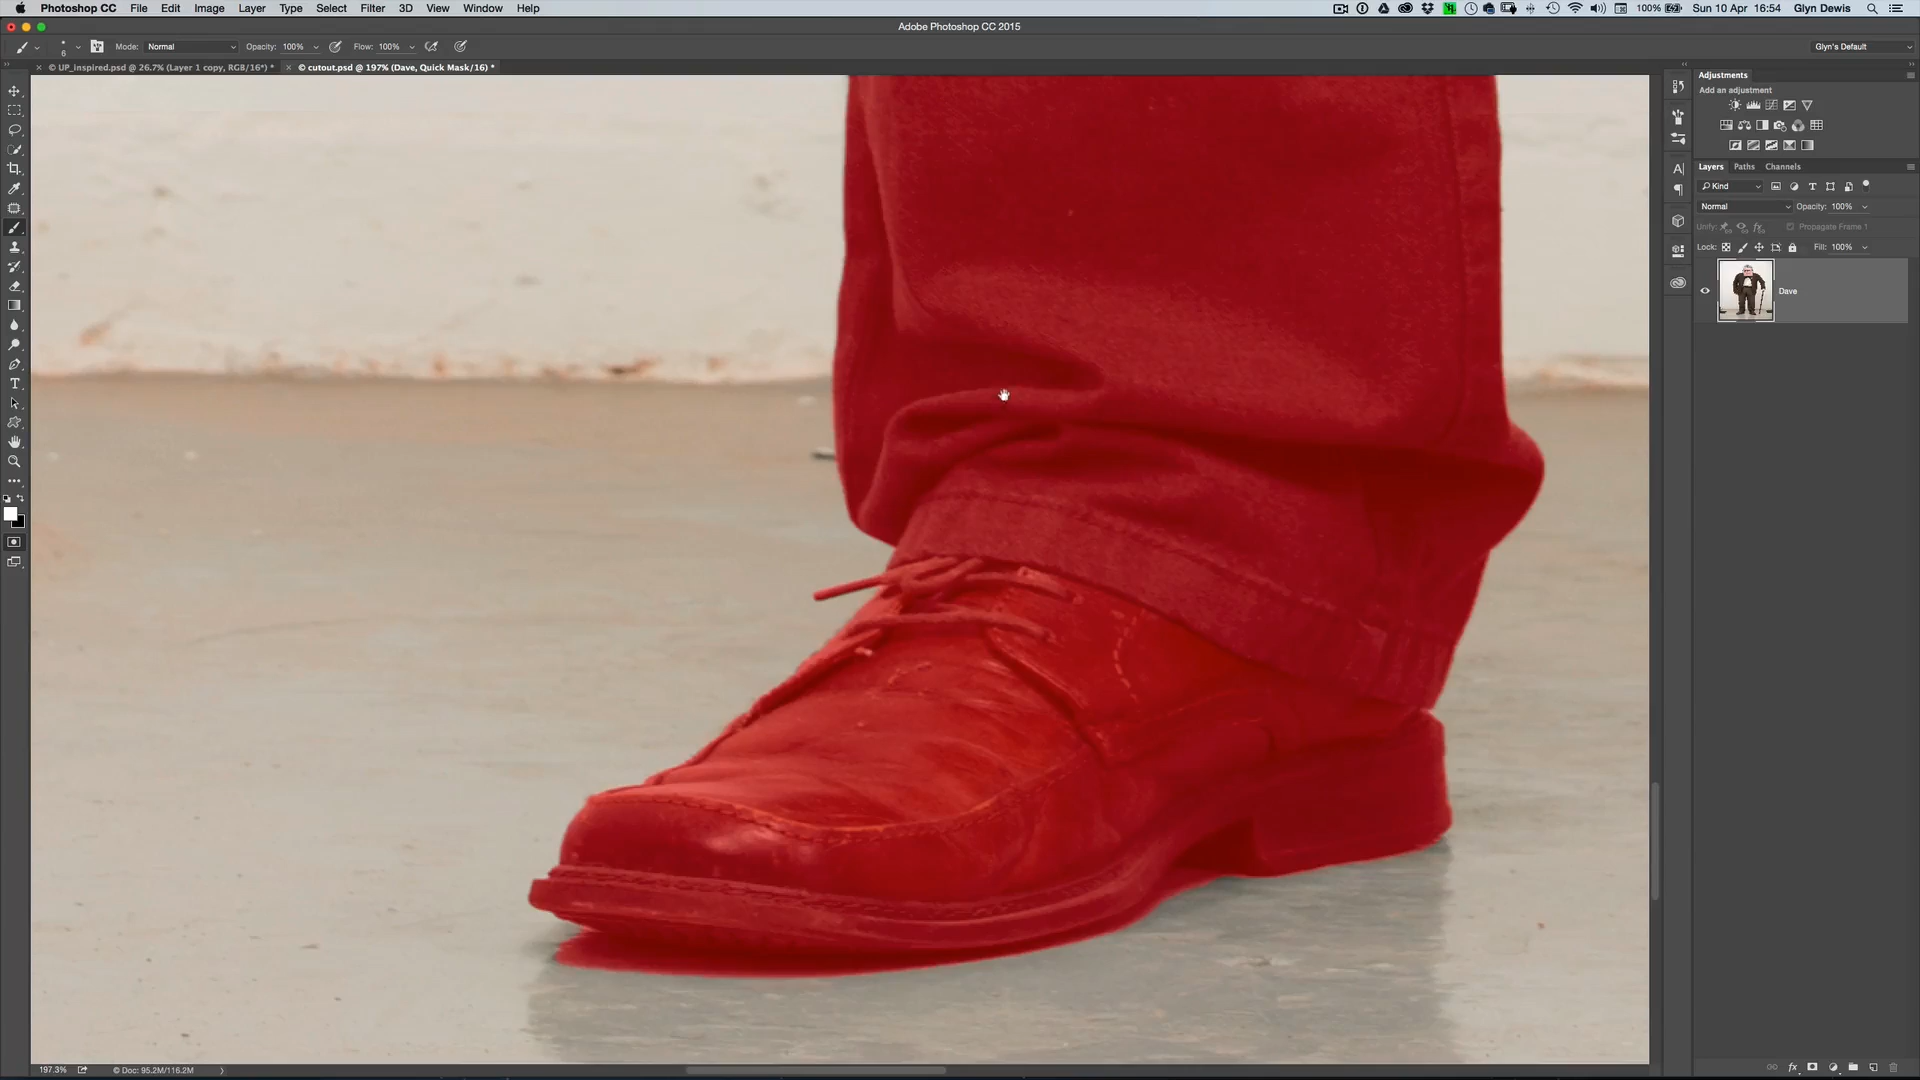 Photoshop CC File Edit Image Layer Type Select Filter 3D View Window Help 100% Sun 10 Apr 16:54 Glyn Dewis
Adobe Photoshop CC 2015
6 Mode: Normal Opacity: 100% Flow: 100% Glyn's Default
× © UP_inspired.psd @ 26.7% (Layer 1 copy, RGB/16*) * × © cutout.psd @ 197% (Dave, Quick Mask/16) *
Adjustments
Add an adjustment
Layers Paths Channels
Kind
Normal Opacity: 100%
Unify: Propagate Frame 1
Lock: Fill: 100%
Dave
197.3% © Doc: 95.2M/116.2M